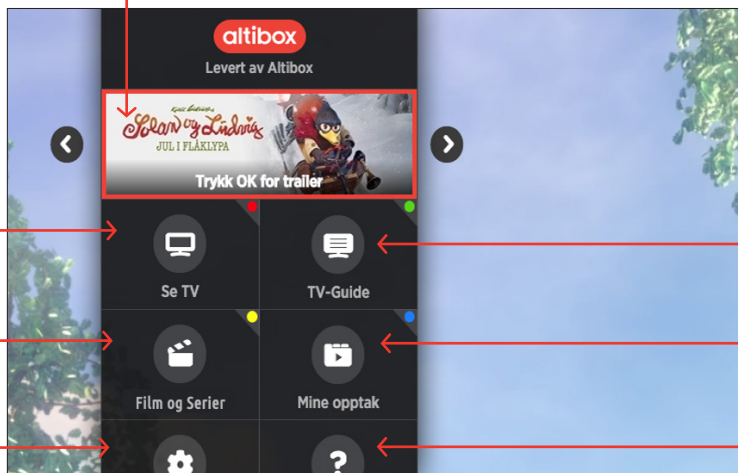 altibox
Levert av Altibox
Solan og Ludvig
JUL I FLÅKLYPA
Trykk OK for trailer
Se TV
TV-Guide
Film og Serier
Mine opptak
?